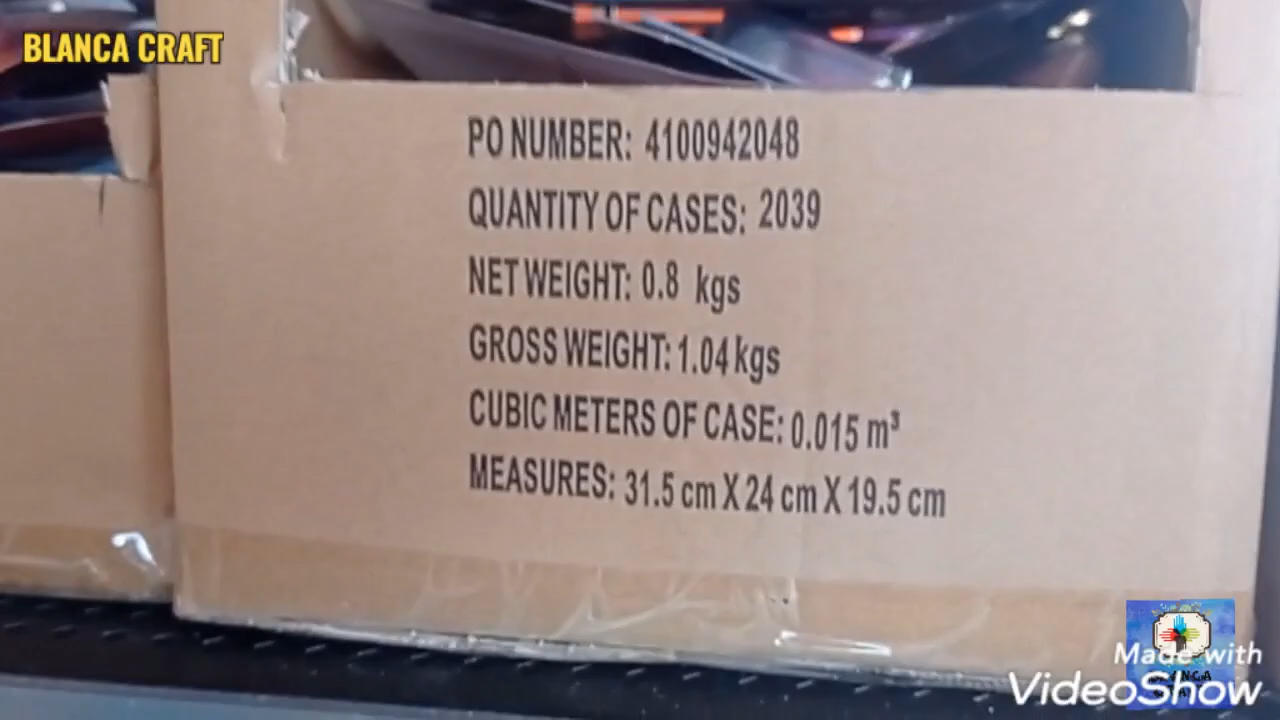 BLANCA CRAFT
PO NUMBER: 4100942048
QUANTITY OF CASES: 2039
NET WEIGHT: 0.8 kgs
GROSS WEIGHT: 1.04 kgs
CUBIC METERS OF CASE: 0.015 m³
MEASURES: 31.5 cm X 24 cm X 19.5 cm
Made with
VideoShow